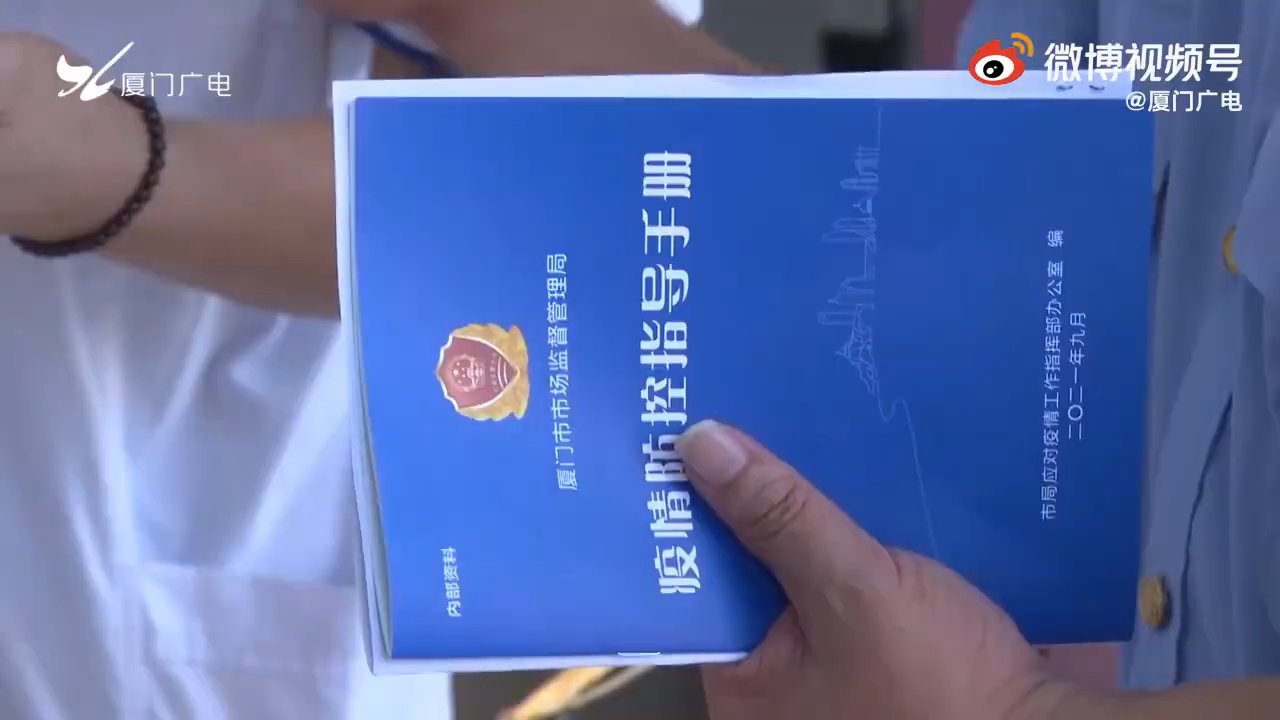 厦门广电
微博视频号
@厦门广电
内部资料
厦门市市场监督管理局
疫情防控指导手册
市局应对疫情工作指挥部办公室 编
二〇二一年九月